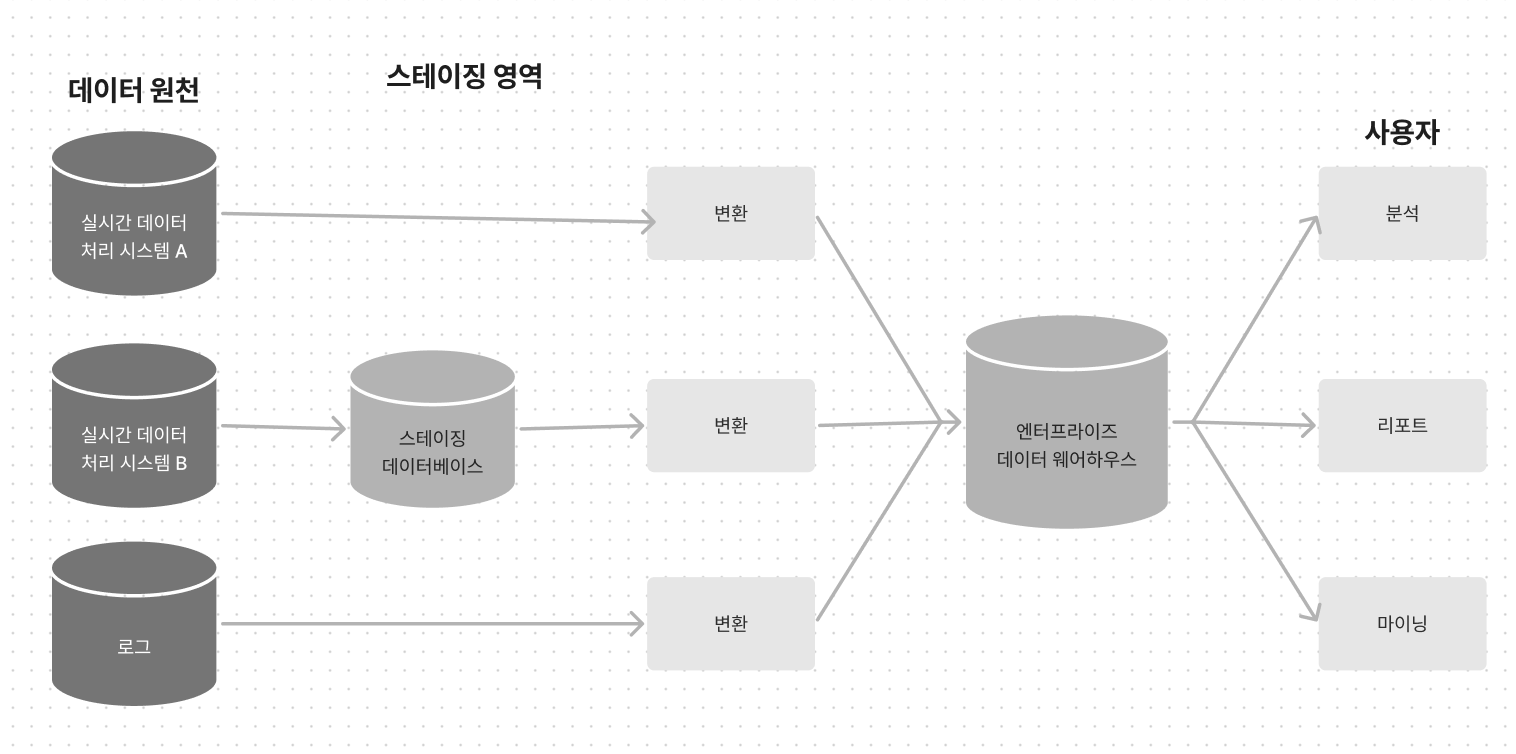 데이터 원천
스테이징 영역
사용자
실시간 데이터
처리 시스템 A
변환
분석
실시간 데이터
처리 시스템 B
스테이징
데이터베이스
변환
엔터프라이즈
데이터 웨어하우스
리포트
로그
변환
마이닝